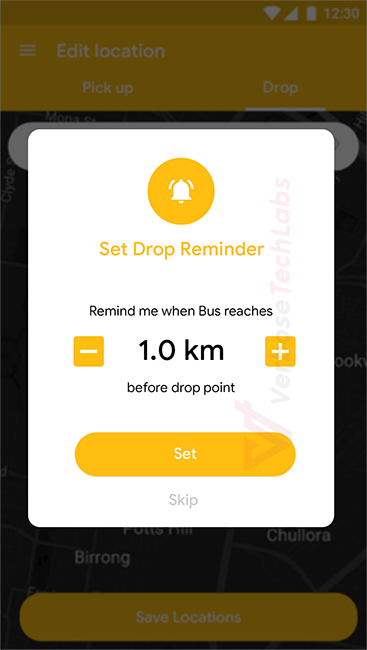 12:30
Edit location
Pick up
Drop
Mona St
Clyde S
Set Drop Reminder
Remind me when Bus reaches
1.0 km
before drop point
Set
Skip
Potts Hill
Chullora
Birrong
Save Locations
Verbose TechLabs